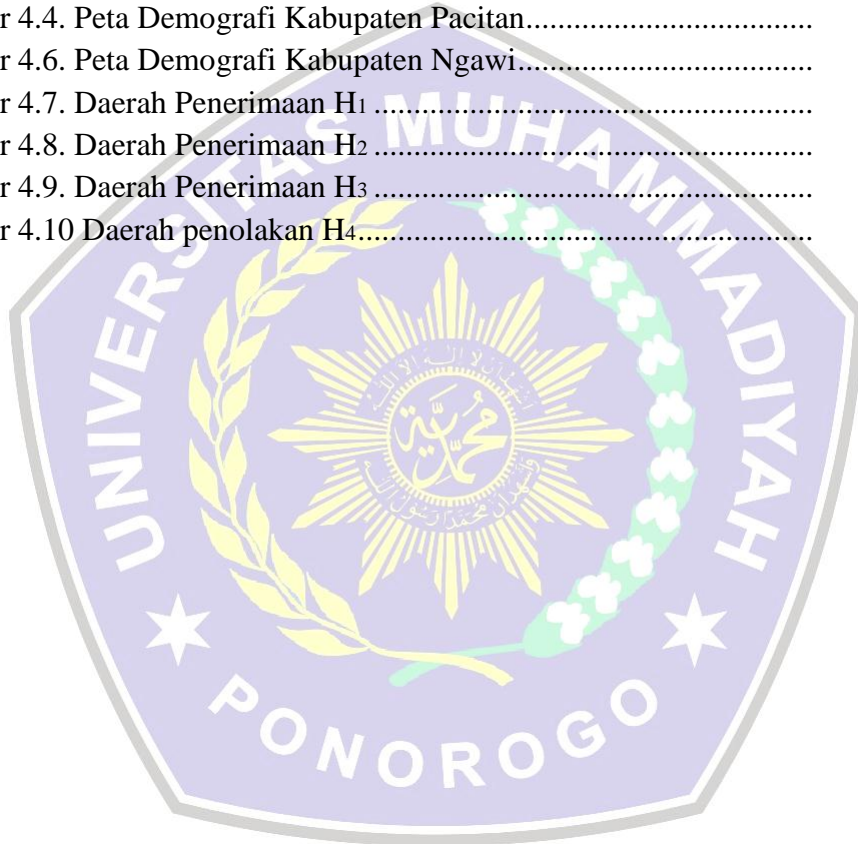 r 4.4. Peta Demografi Kabupaten Pacitan....................................
r 4.6. Peta Demografi Kabupaten Ngawi.....................................
r 4.7. Daerah Penerimaan H1 .......................................................
r 4.8. Daerah Penerimaan H2 .......................................................
r 4.9. Daerah Penerimaan H3 .......................................................
r 4.10 Daerah penolakan H4.........................................................
UNIVERSITAS MUHAMMADIYAH
PONOROGO